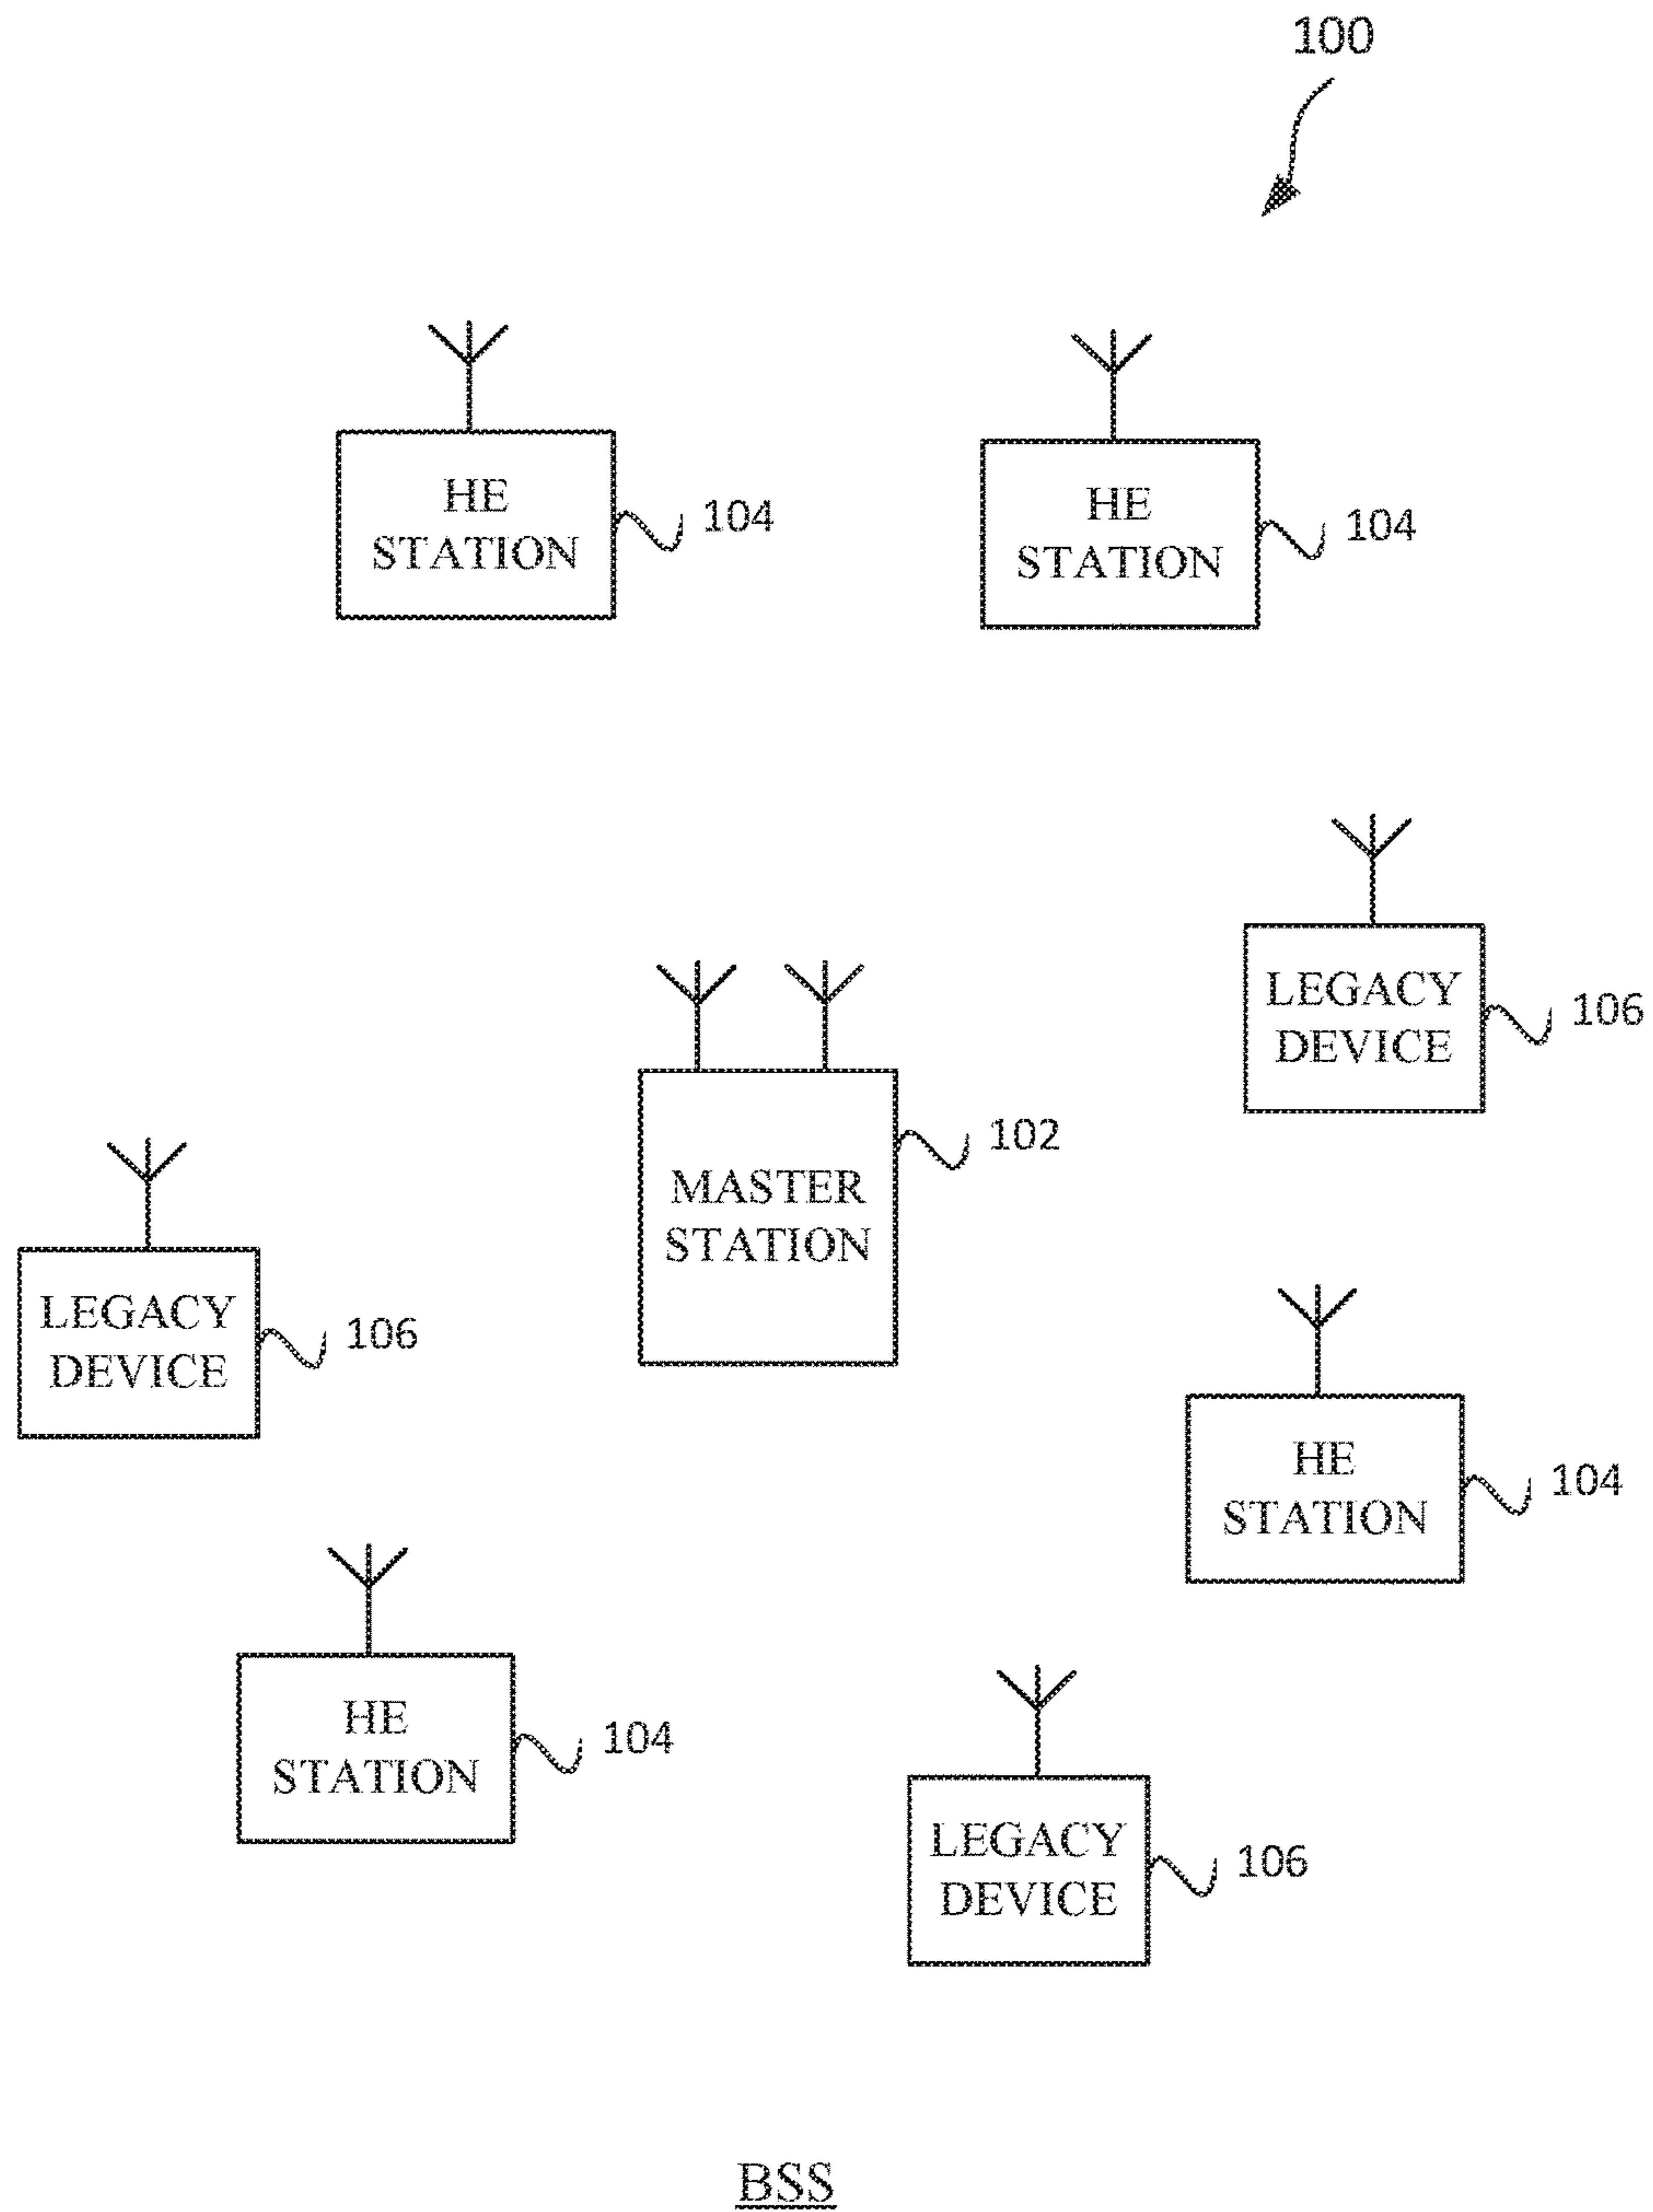 100
HE
STATION
104
HE
STATION
104
LEGACY
DEVICE
106
MASTER
STATION
102
LEGACY
DEVICE
106
HE
STATION
104
HE
STATION
104
LEGACY
DEVICE
106
BSS